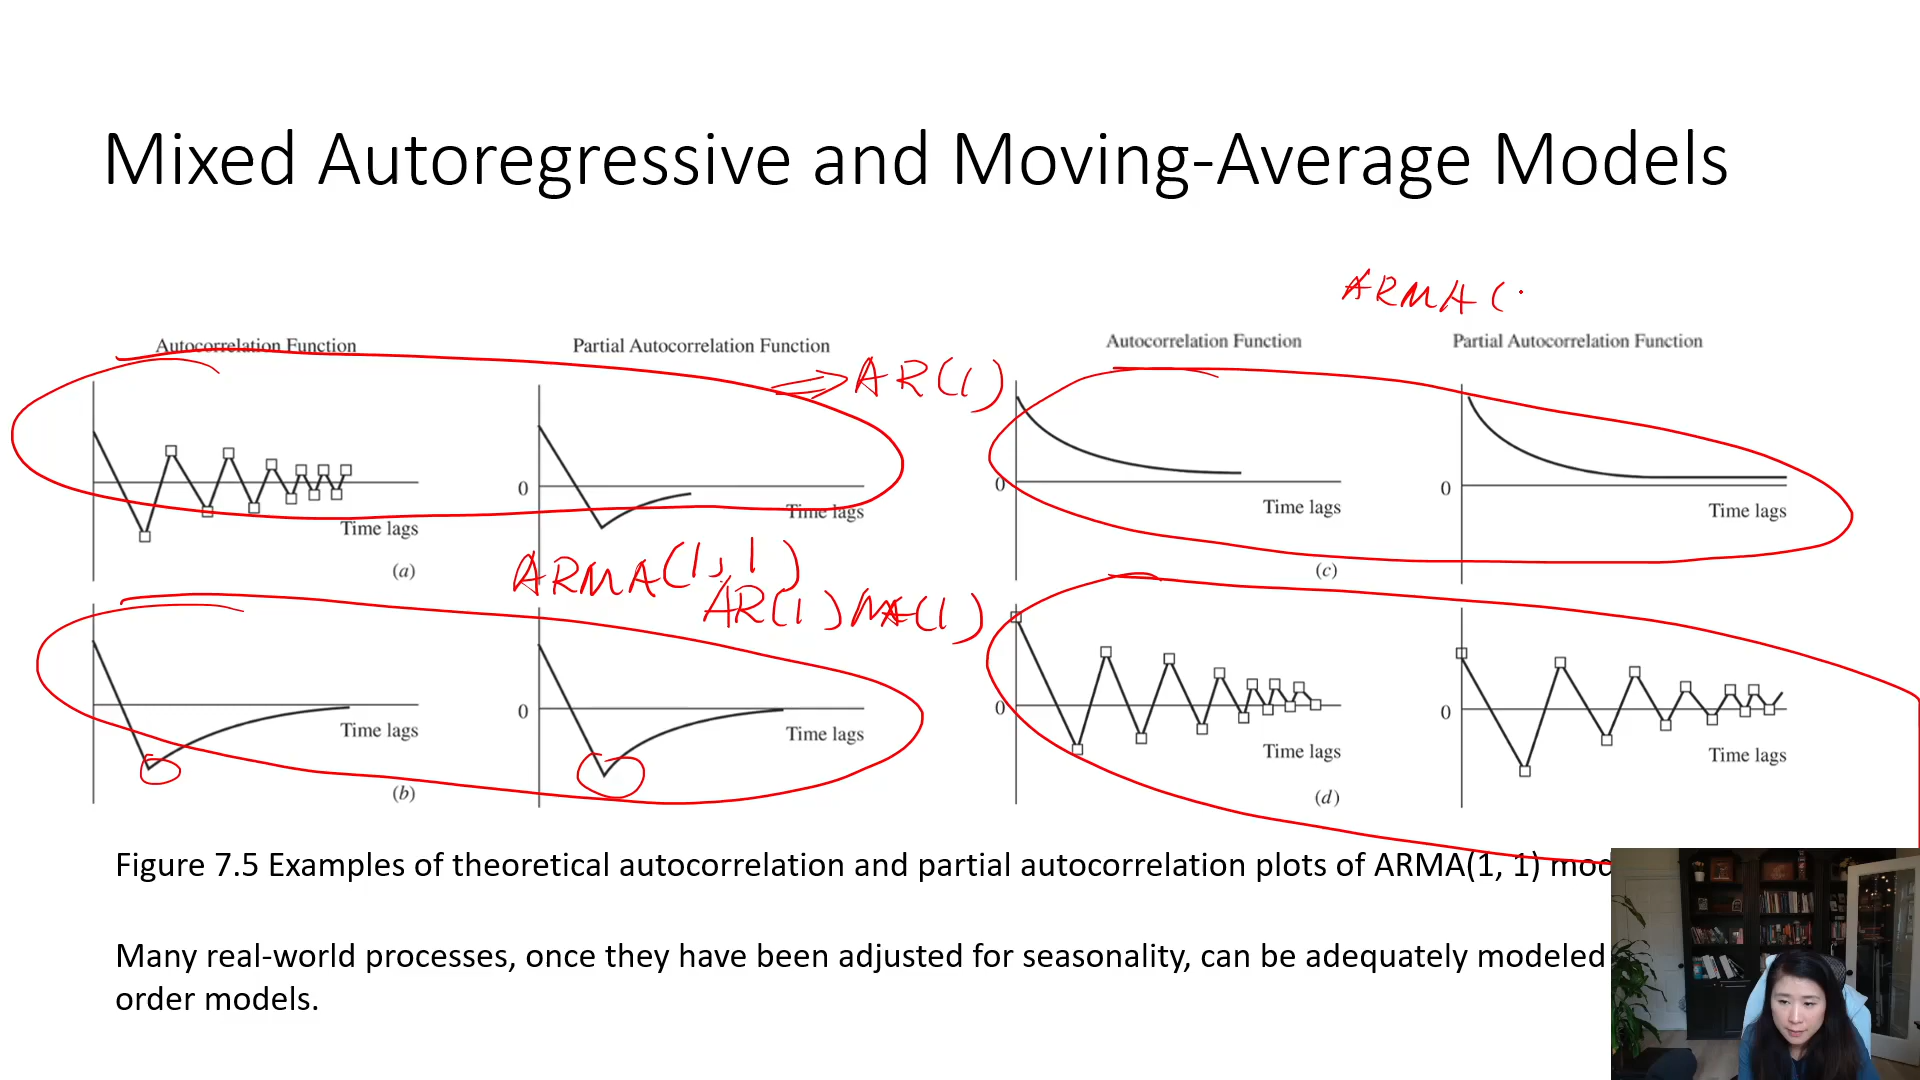 Mixed Autoregressive and Moving-Average Models
ARMA(
Autocorrelation Function
Partial Autocorrelation Function
Autocorrelation Function
Partial Autocorrelation Function
AR(1)
0
Time lags
Time lags
0
Time lags
0
Time lags
(a)
(c)
ARMA(1,1)
AR(1) MA(1)
Time lags
0
Time lags
0
Time lags
0
Time lags
(b)
(d)
Figure 7.5 Examples of theoretical autocorrelation and partial autocorrelation plots of ARMA(1, 1)
Many real-world processes, once they have been adjusted for seasonality, can be adequately modeled
order models.